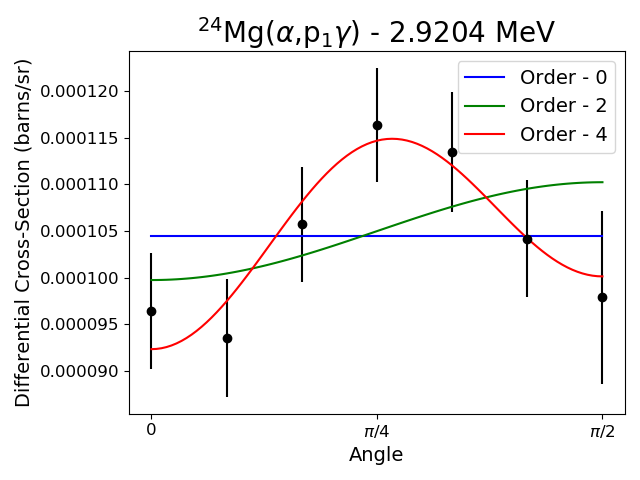 ²⁴Mg(α,p₁γ) - 2.9204 MeV
Differential Cross-Section (barns/sr)
0.000120
0.000115
0.000110
0.000105
0.000100
0.000095
0.000090
Order - 0
Order - 2
Order - 4
0
π/4
π/2
Angle